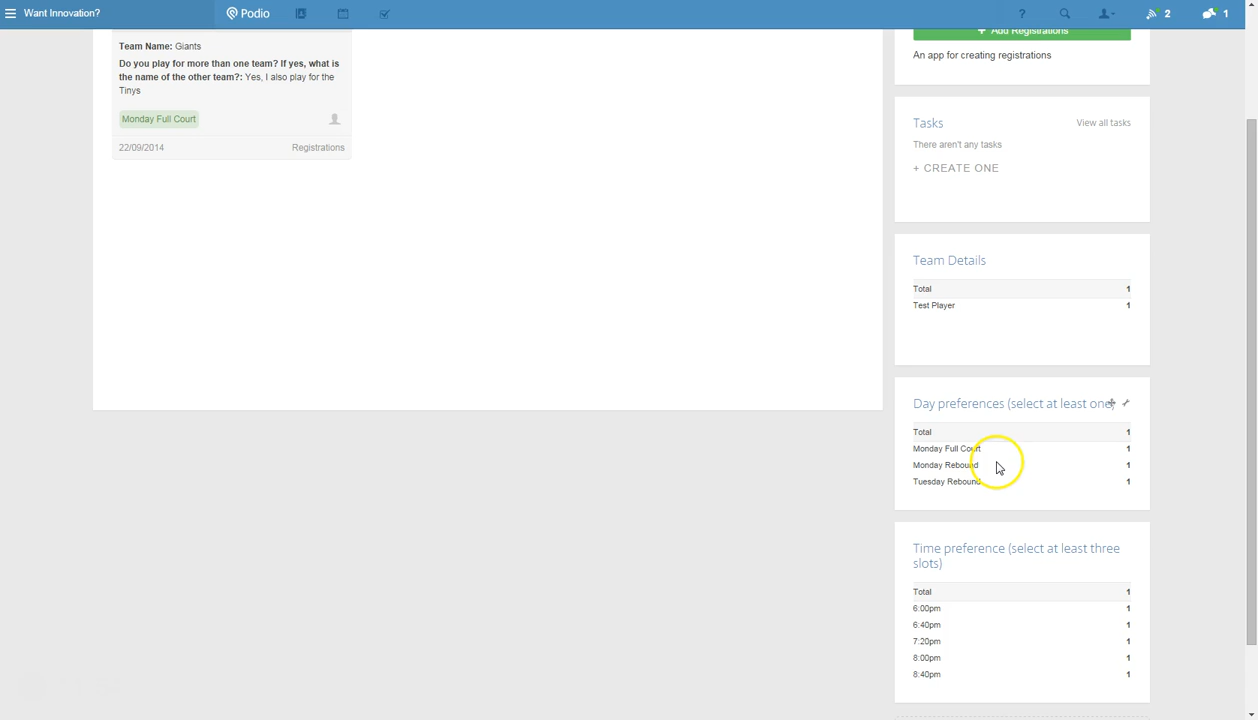 Want Innovation?
Podio
?
2
1
Team Name: Giants
Do you play for more than one team? If yes, what is
the name of the other team?: Yes, I also play for the
Tinys
Monday Full Court
22/09/2014 Registrations
+ Add Registrations
An app for creating registrations
Tasks View all tasks
There aren't any tasks
+ CREATE ONE
Team Details
Total 1
Test Player 1
Day preferences (select at least one)
Total 1
Monday Full Court 1
Monday Rebound 1
Tuesday Rebound 1
Time preference (select at least three
slots)
Total 1
6:00pm 1
6:40pm 1
7:20pm 1
8:00pm 1
8:40pm 1